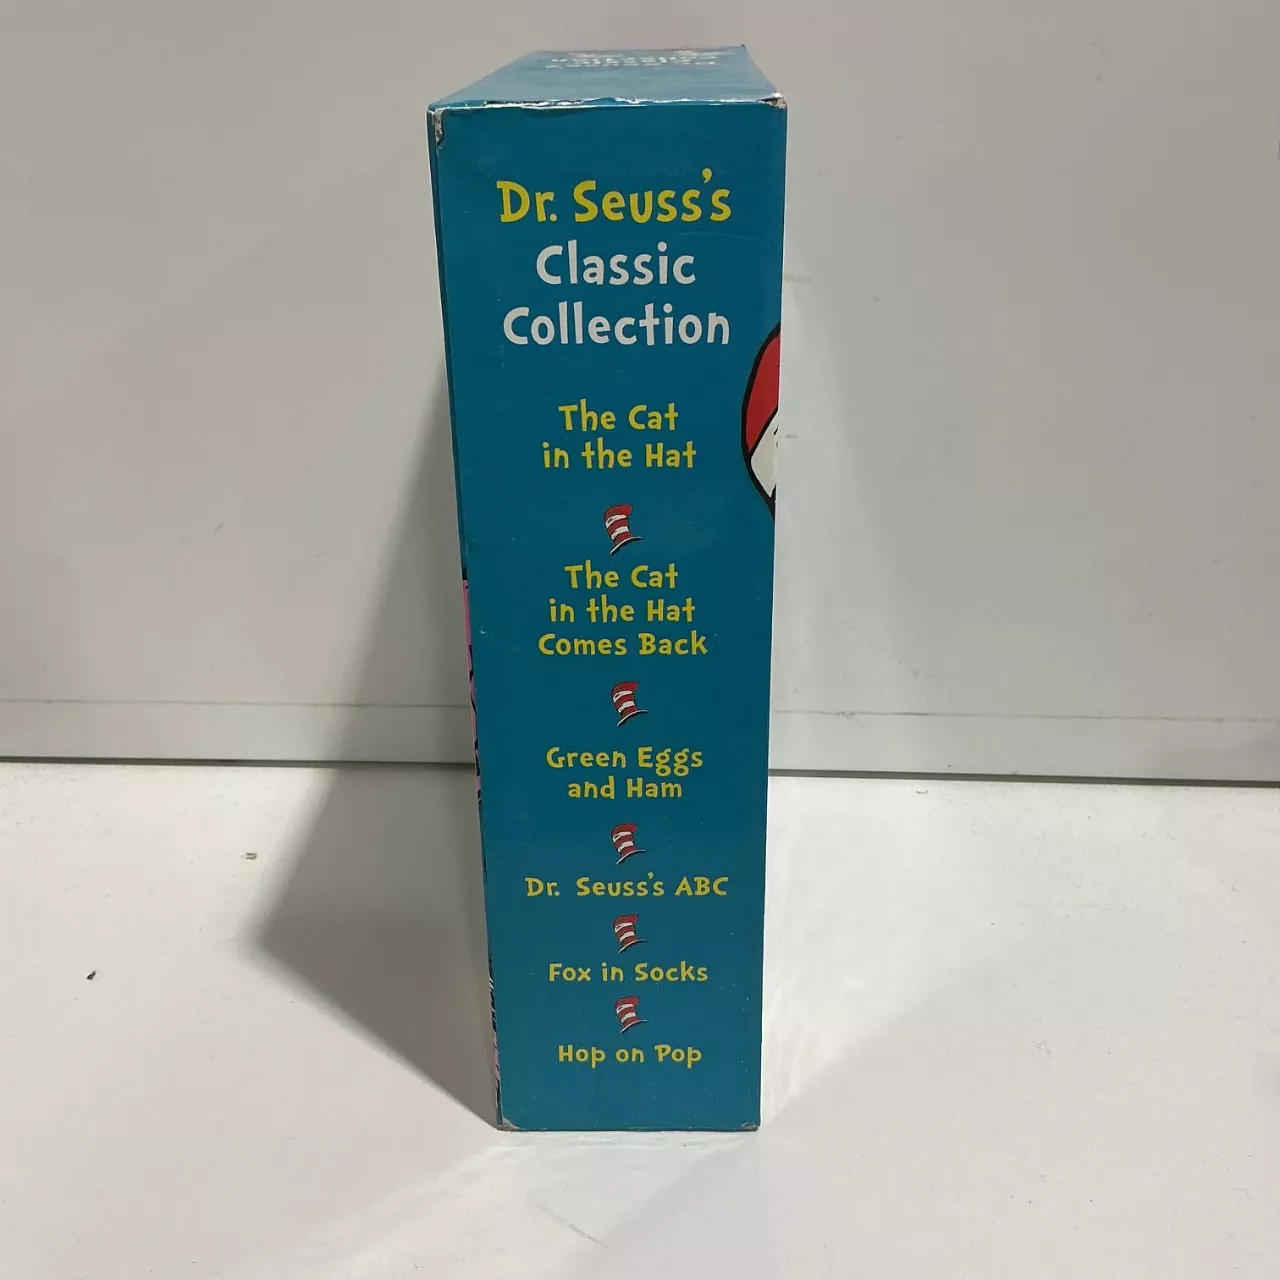 Dr. Seuss's
Classic
Collection
The Cat
in the Hat
The Cat
in the Hat
Comes Back
Green Eggs
and Ham
Dr. Seuss's ABC
Fox in Socks
Hop on Pop